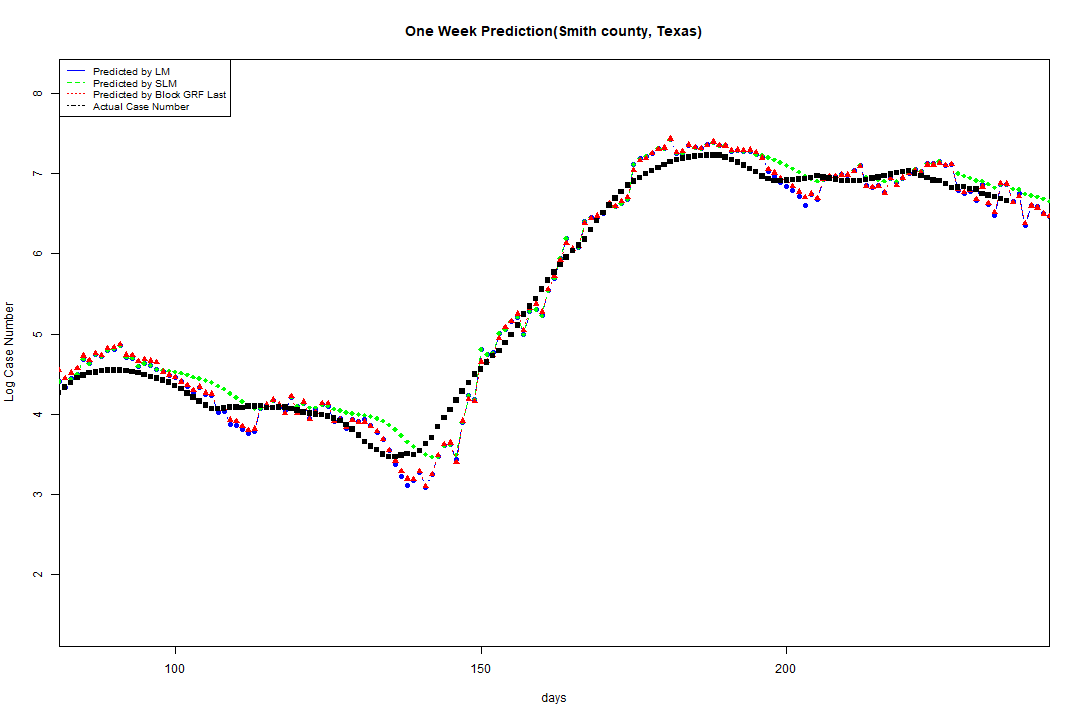 One Week Prediction(Smith county, Texas)
Predicted by LM
Predicted by SLM
Predicted by Block GRF Last
Actual Case Number
8
7
6
5
4
3
2
Log Case Number
100 150 200
days